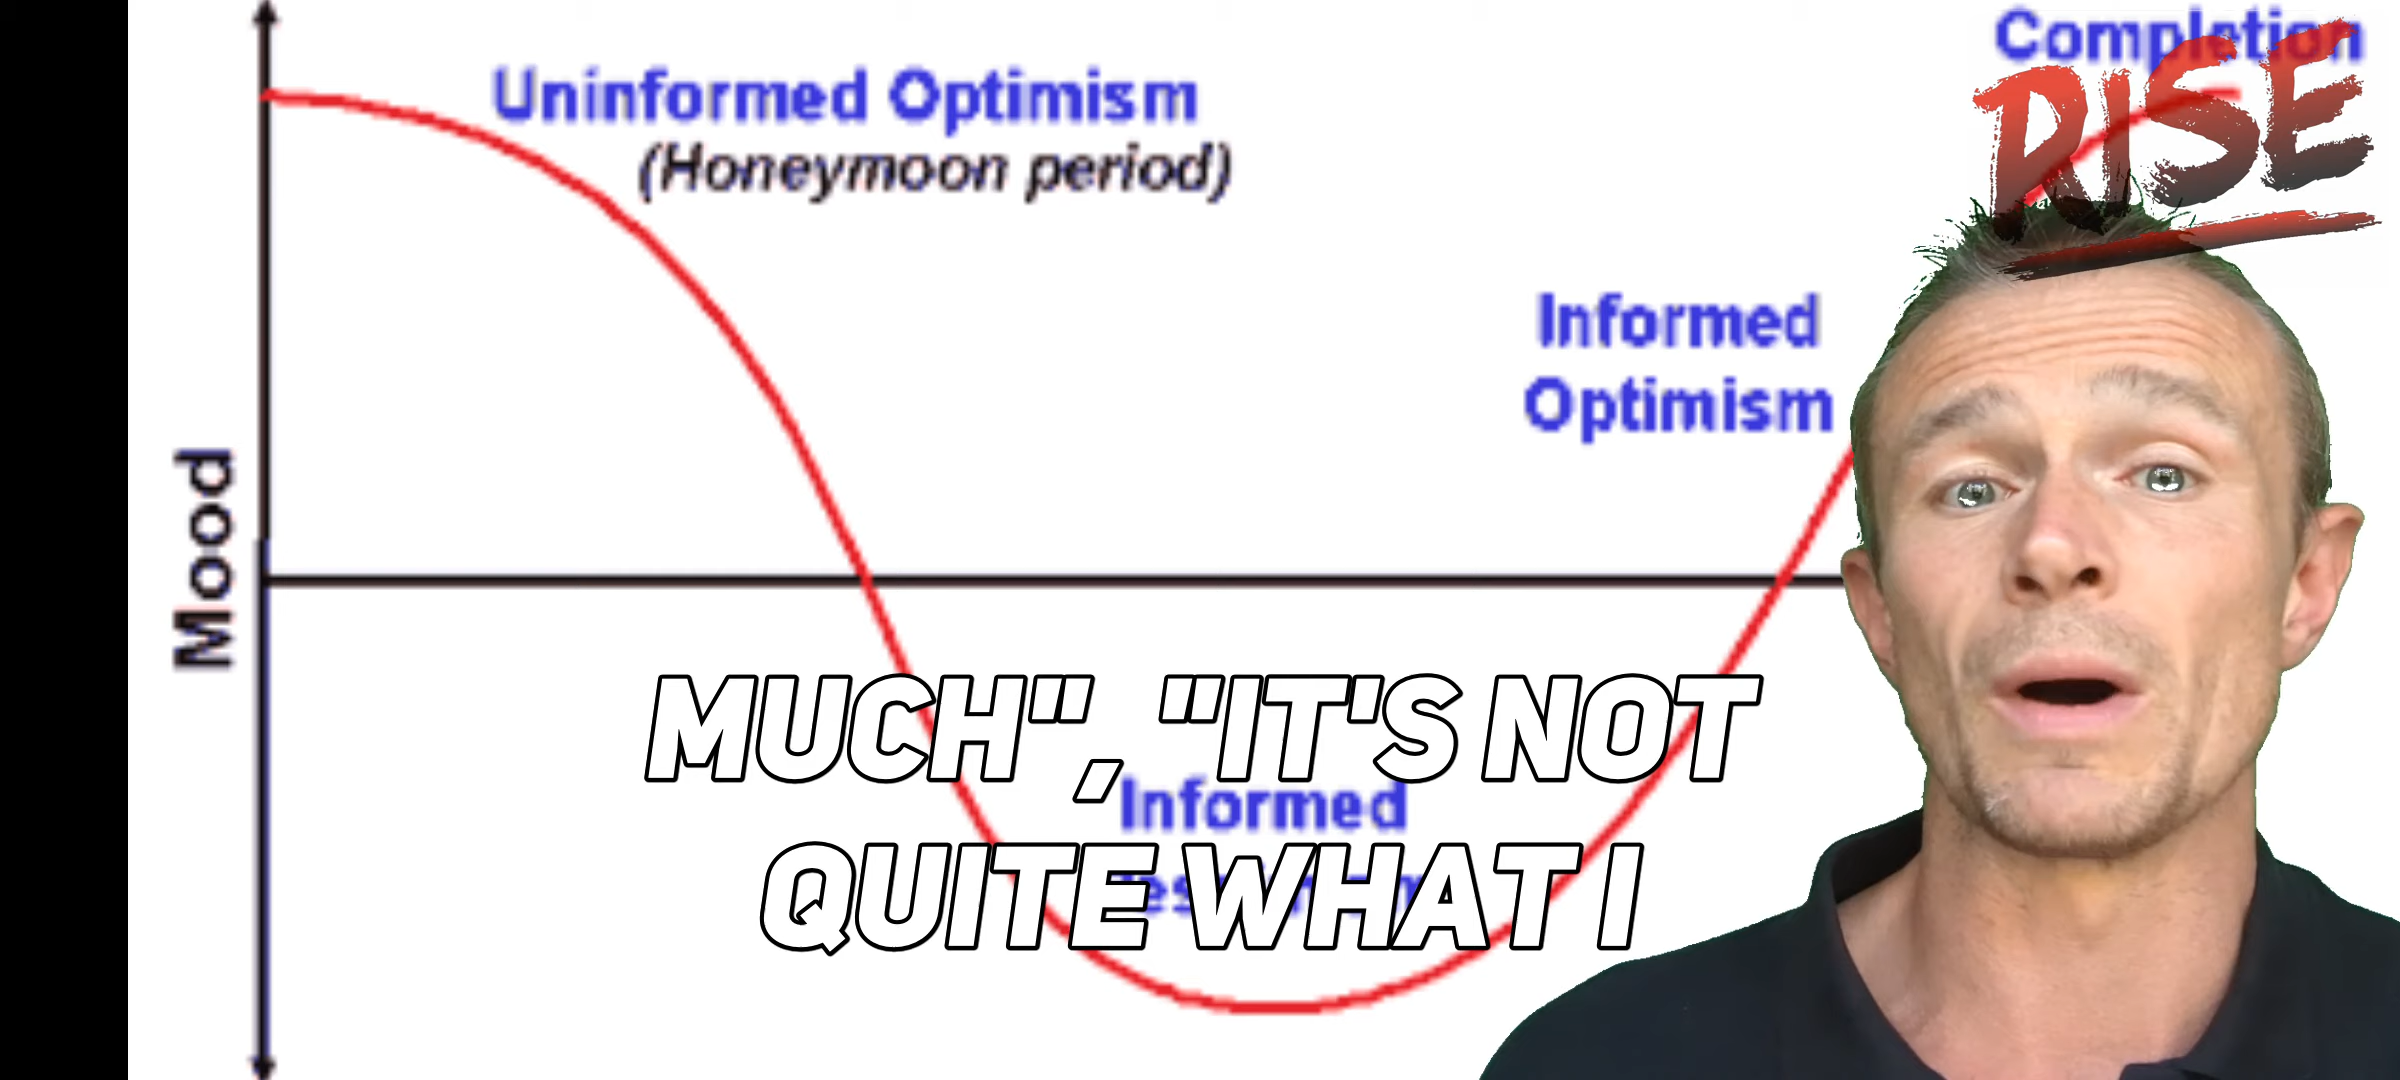 Completion
RISE
Uninformed Optimism
(Honeymoon period)
Informed
Optimism
Mood
MUCH", "IT'S NOT
Informed
QUITE WHAT I